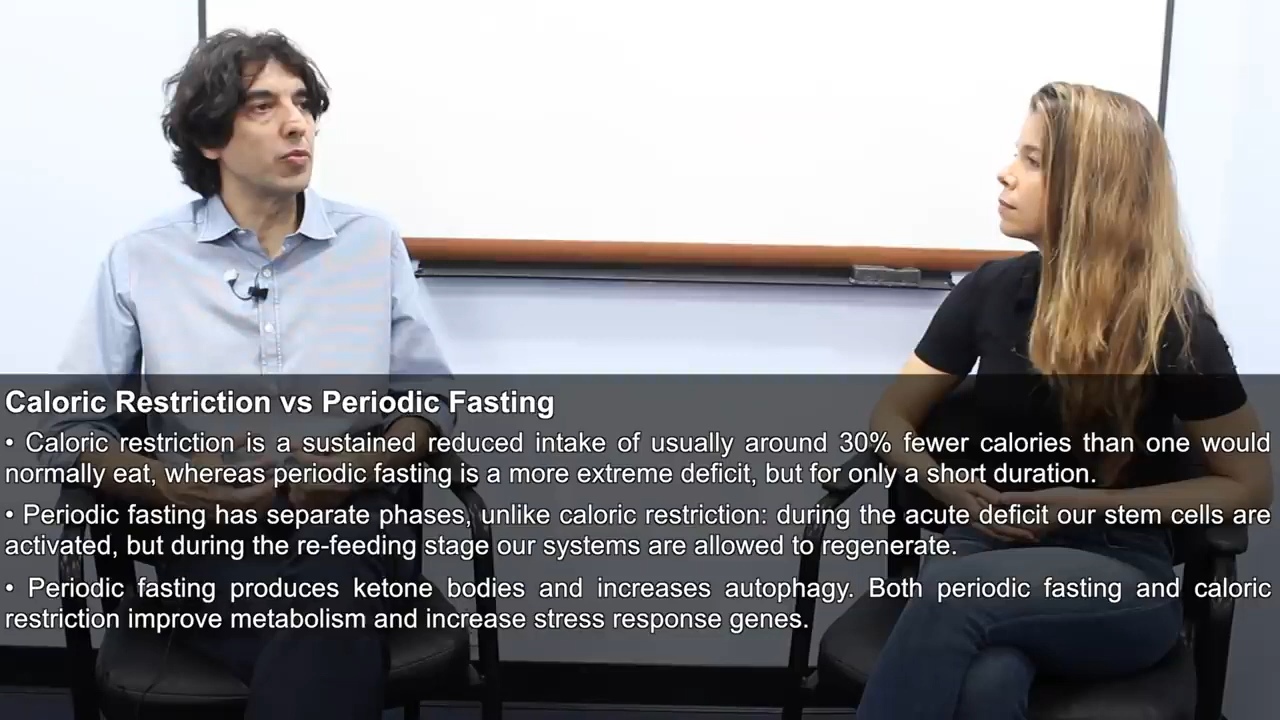 Caloric Restriction vs Periodic Fasting
• Caloric restriction is a sustained reduced intake of usually around 30% fewer calories than one would
normally eat, whereas periodic fasting is a more extreme deficit, but for only a short duration.
• Periodic fasting has separate phases, unlike caloric restriction: during the acute deficit our stem cells are
activated, but during the re-feeding stage our systems are allowed to regenerate.
• Periodic fasting produces ketone bodies and increases autophagy. Both periodic fasting and caloric
restriction improve metabolism and increase stress response genes.